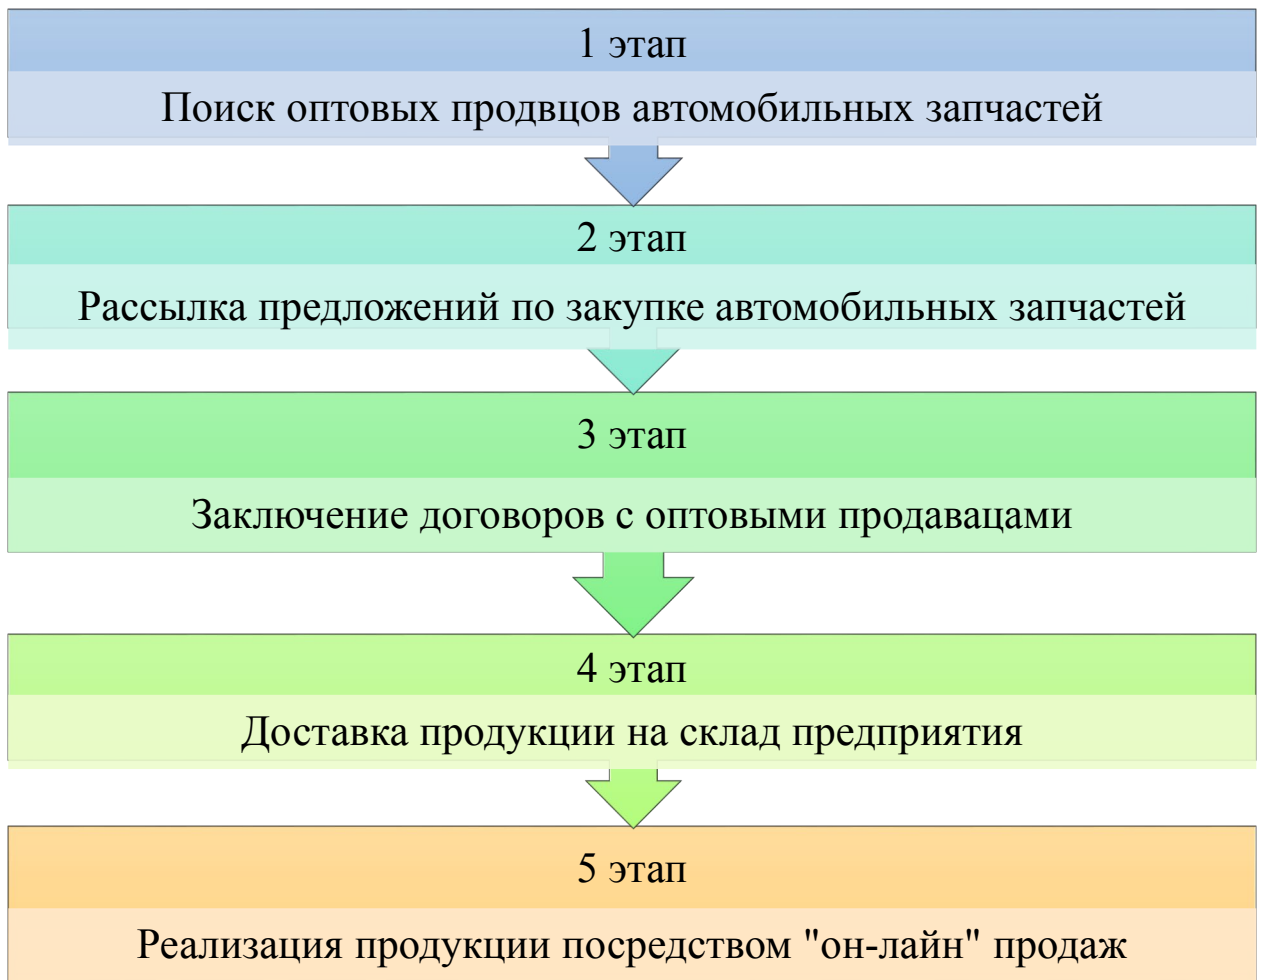 1 этап
Поиск оптовых продвцов автомобильных запчастей
2 этап
Рассылка предложений по закупке автомобильных запчастей
3 этап
Заключение договоров с оптовыми продавацами
4 этап
Доставка продукции на склад предприятия
5 этап
Реализация продукции посредством "он-лайн" продаж